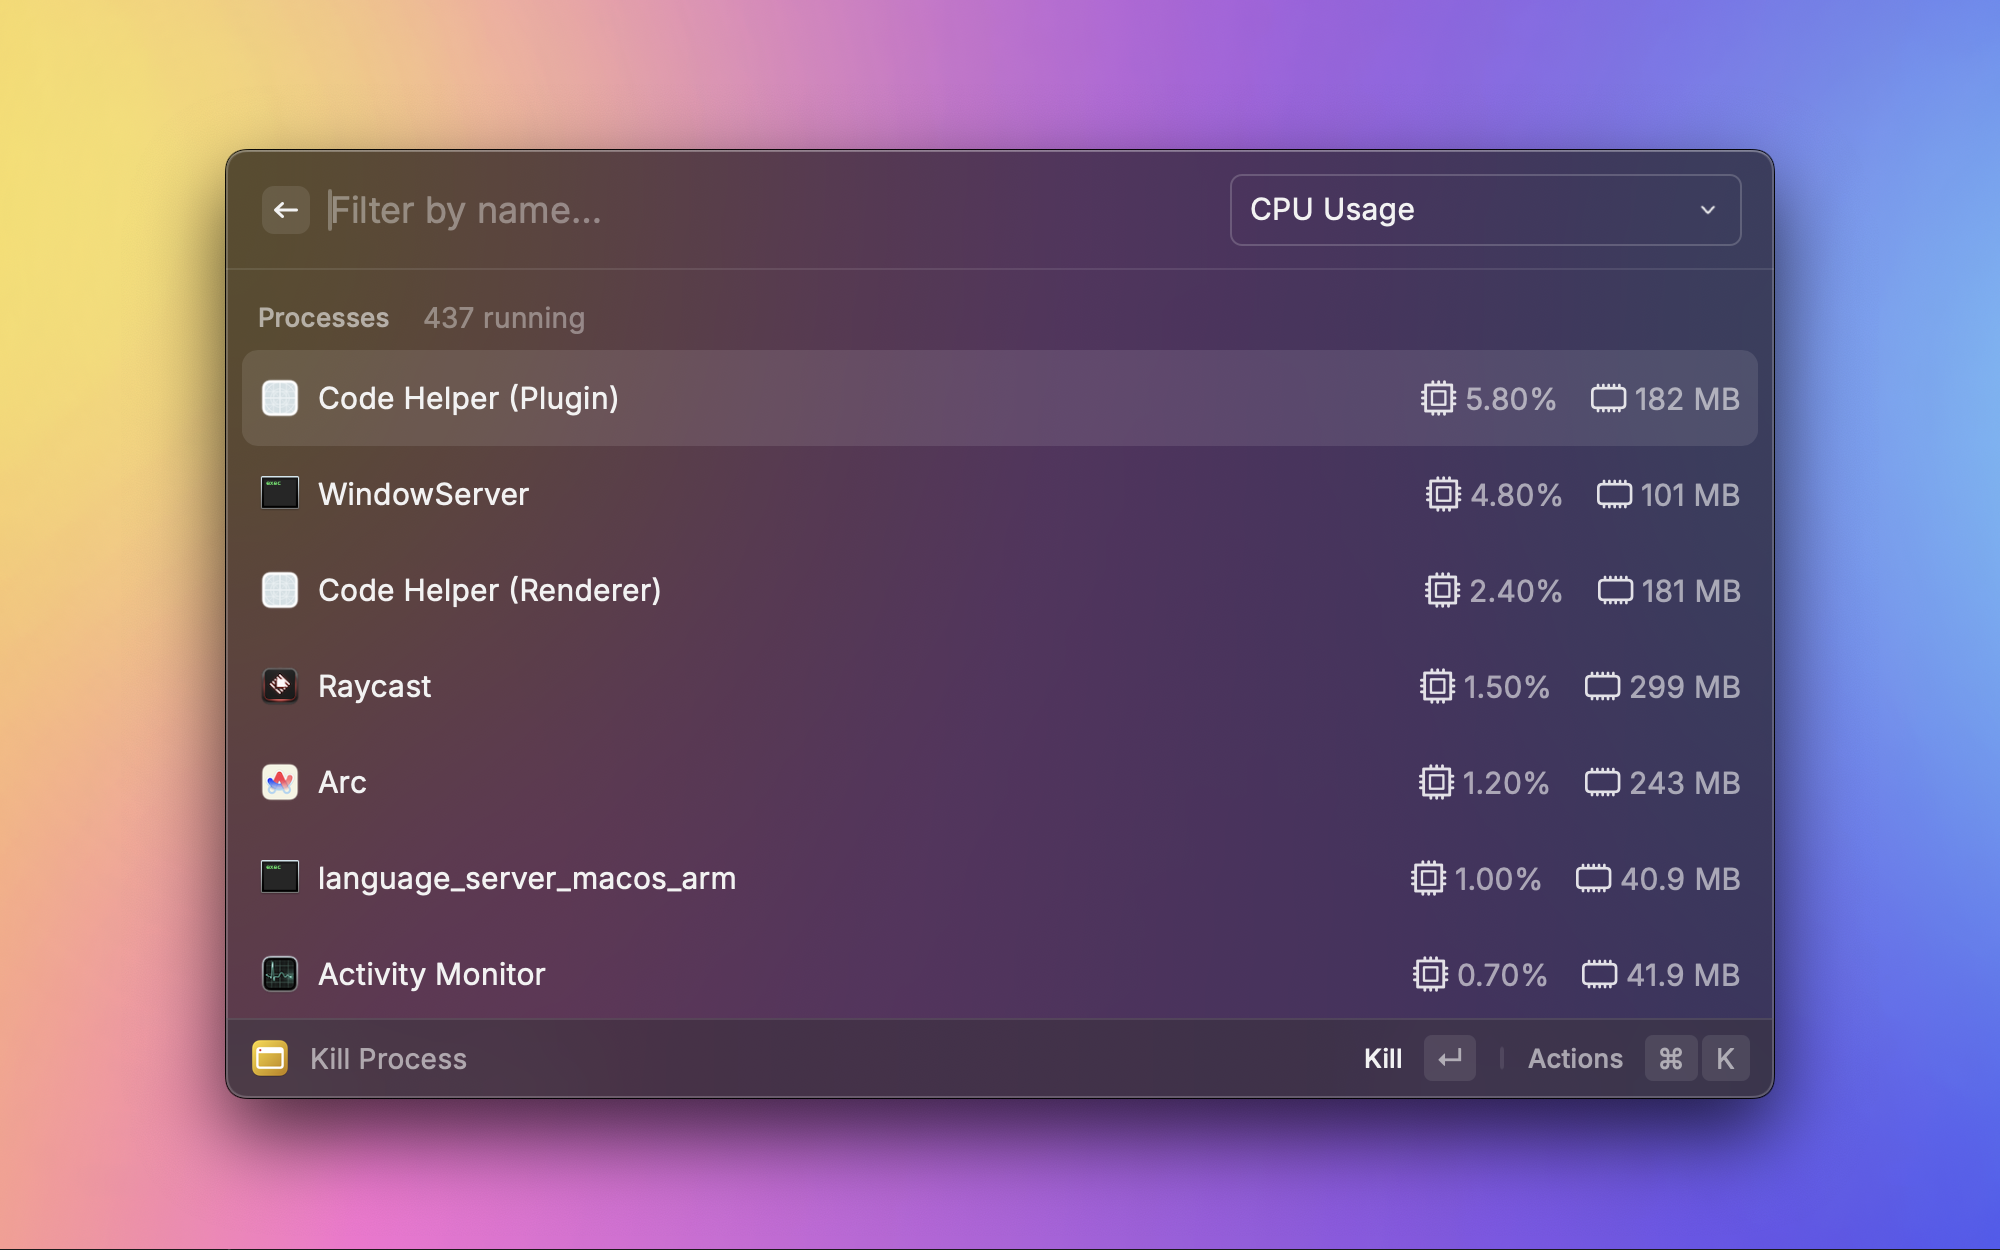 Filter by name...
CPU Usage
Processes 437 running
Code Helper (Plugin) 5.80% 182 MB
exec
WindowServer 4.80% 101 MB
Code Helper (Renderer) 2.40% 181 MB
Raycast 1.50% 299 MB
Arc 1.20% 243 MB
exec
language_server_macos_arm 1.00% 40.9 MB
Activity Monitor 0.70% 41.9 MB
Kill Process Kill ↵ Actions ⌘ K